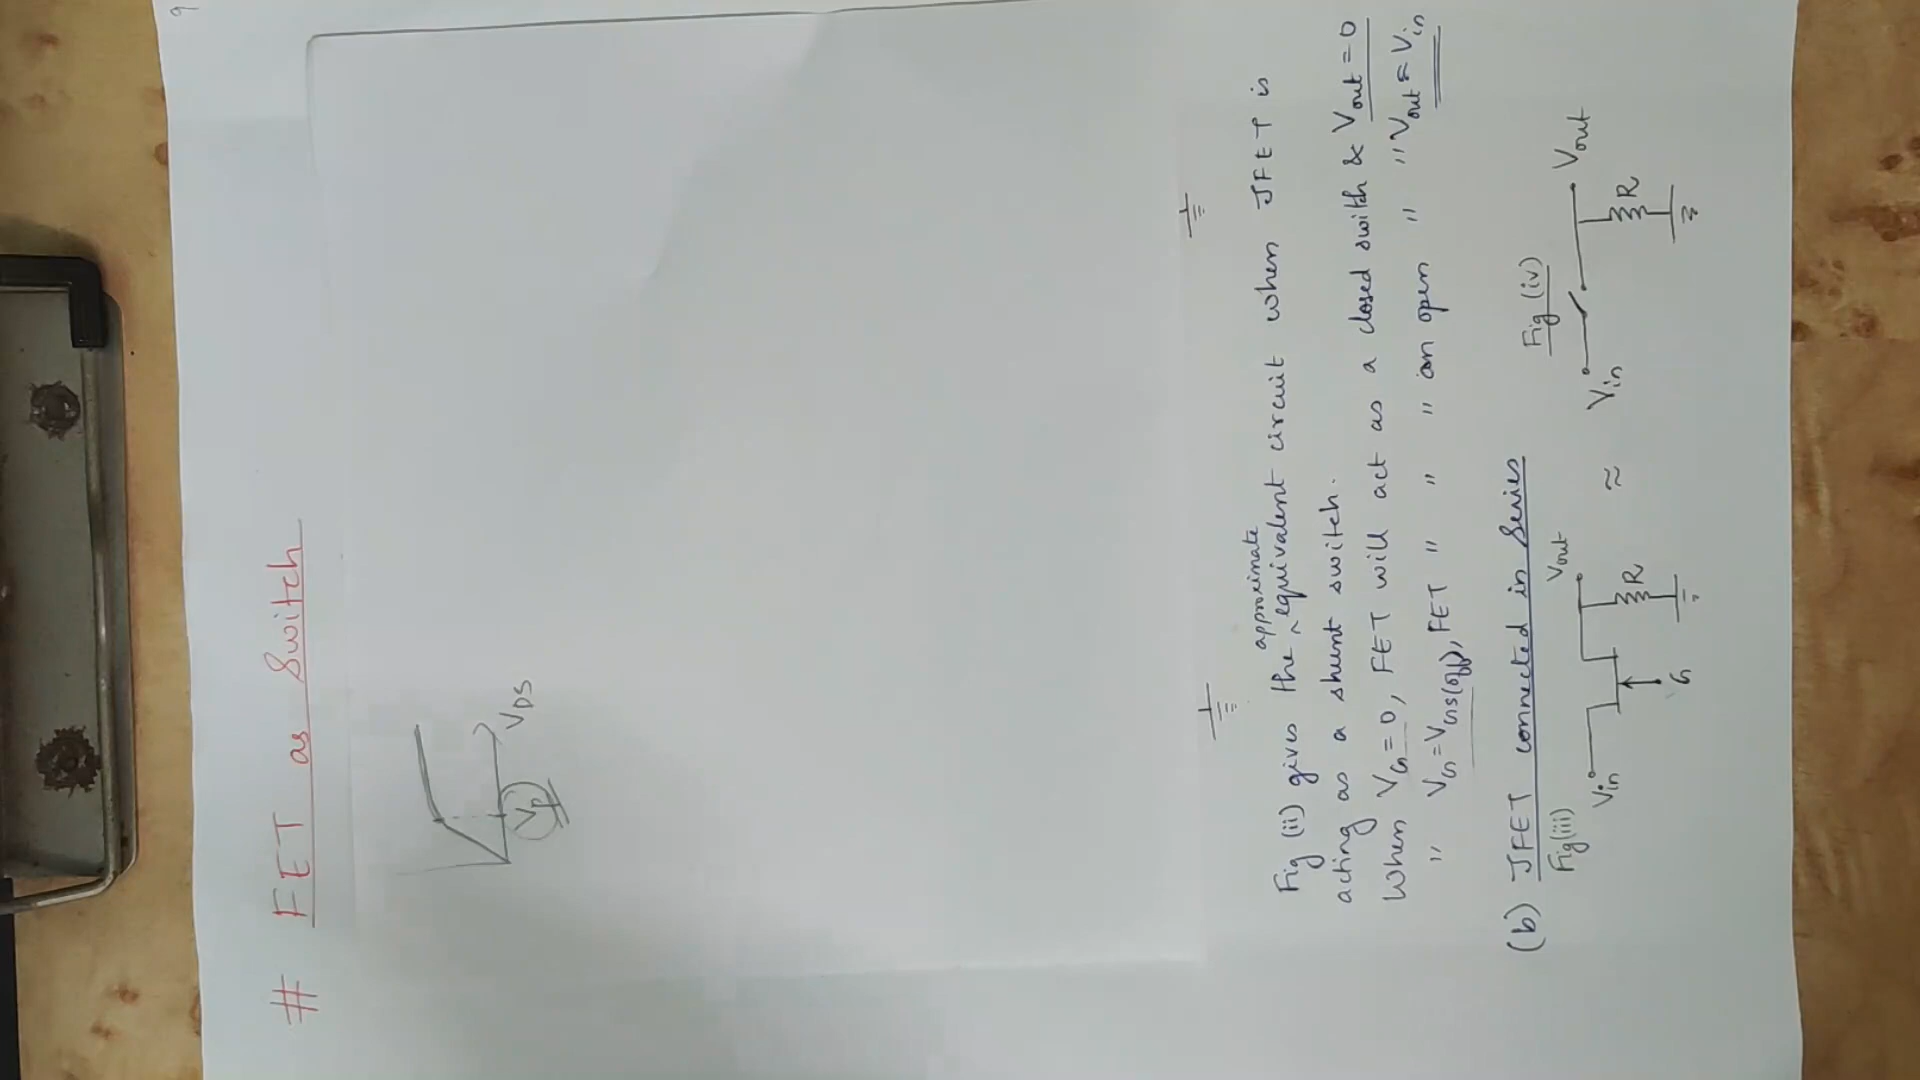 # FET as Switch
VDS
Vp
approximate
Fig (ii) gives the ^ equivalent circuit when JFET is
acting as a shunt switch.
When VG = 0, FET will act as a closed switch & Vout = 0
" VG = VGS(off), FET " " " an open " " Vout ≈ Vin
(b) JFET connected in Series
Fig (iii)
Fig (iv)
Vin
Vout
R
G
≈
Vin
Vout
R